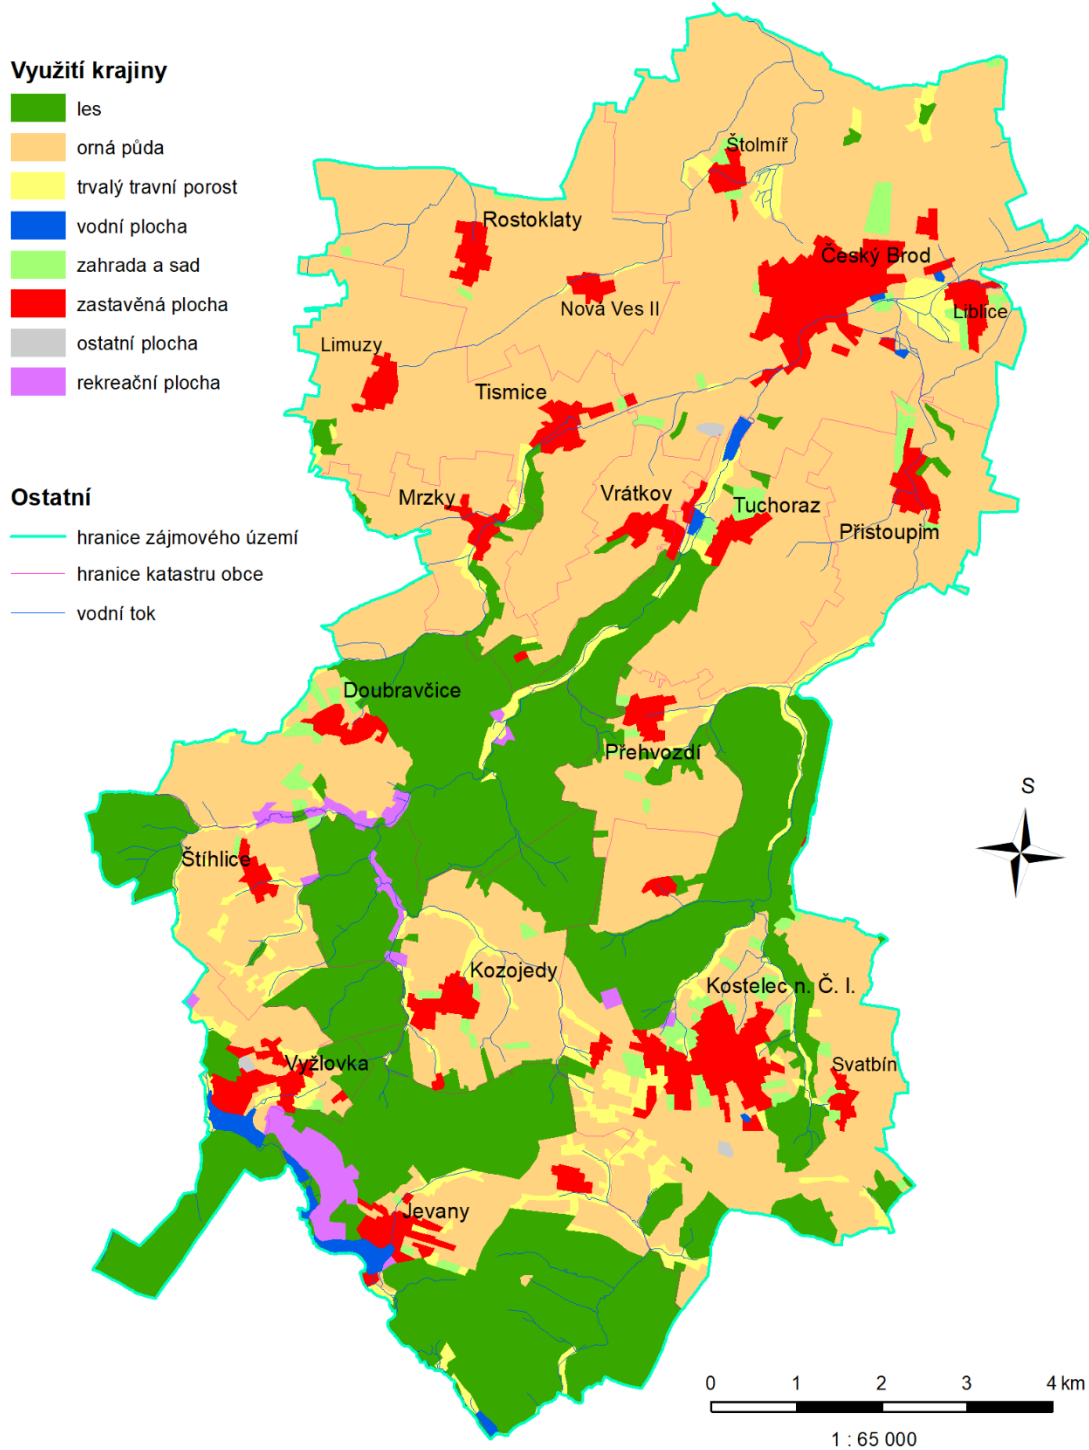 Využití krajiny
les
orná půda
trvalý travní porost
vodní plocha
zahrada a sad
zastavěná plocha
ostatní plocha
rekreační plocha
Ostatní
hranice zájmového území
hranice katastru obce
vodní tok
Štolmíř
Rostoklaty
Český Brod
Nová Ves II
Liblice
Limuzy
Tismice
Mrzky
Vrátkov
Tuchoraz
Přistoupim
Doubravčice
Přehvozdí
S
Štíhlice
Kozojedy
Kostelec n. Č. l.
Vyžlovka
Svatbín
Jevany
0 1 2 3 4 km
1 : 65 000